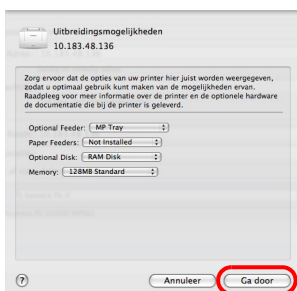 Uitbreidingsmogelijkheden
10.183.48.136
Zorg ervoor dat de opties van uw printer hier juist worden weergegeven,
zodat u optimaal gebruik kunt maken van de mogelijkheden ervan.
Raadpleeg voor meer informatie over de printer en de optionele hardware
de documentatie die bij de printer is geleverd.
Optional Feeder: MP Tray
Paper Feeders: Not Installed
Optional Disk: RAM Disk
Memory: 128MB Standard
? Annuleer Ga door